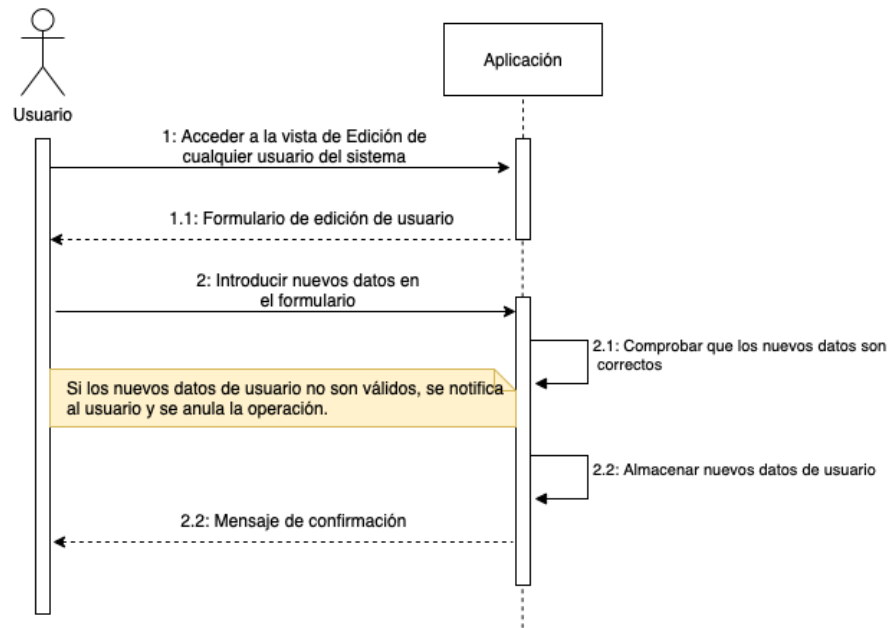 Aplicación
Usuario
1: Acceder a la vista de Edición de
cualquier usuario del sistema
1.1: Formulario de edición de usuario
2: Introducir nuevos datos en
el formulario
2.1: Comprobar que los nuevos datos son
correctos
Si los nuevos datos de usuario no son válidos, se notifica
al usuario y se anula la operación.
2.2: Almacenar nuevos datos de usuario
2.2: Mensaje de confirmación